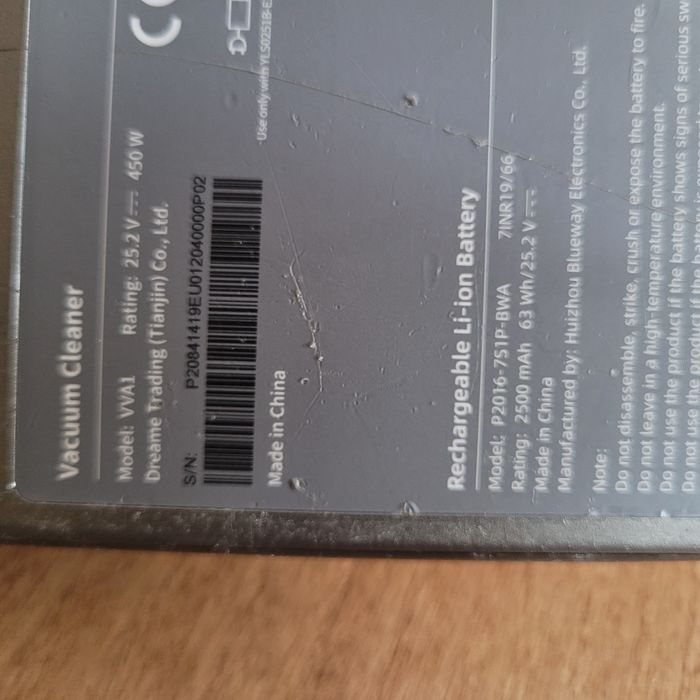 Vacuum Cleaner
Model: VVA1 Rating: 25.2 V⎓ 450 W
Dreame Trading (Tianjin) Co., Ltd.
S/N: P20841419EU012040000P02
Made in China
CE
Use only with YLS0251B-E
Rechargeable Li-ion Battery
Model: P2016-7S1P-BWA 7INR19/66
Rating: 2500 mAh 63 Wh/25.2 V⎓
Made in China
Manufactured by: Huizhou Blueway Electronics Co., Ltd.
Note:
Do not disassemble, strike, crush or expose the battery to fire.
Do not leave in a high-temperature environment.
Do not use the product if the battery shows signs of serious sw